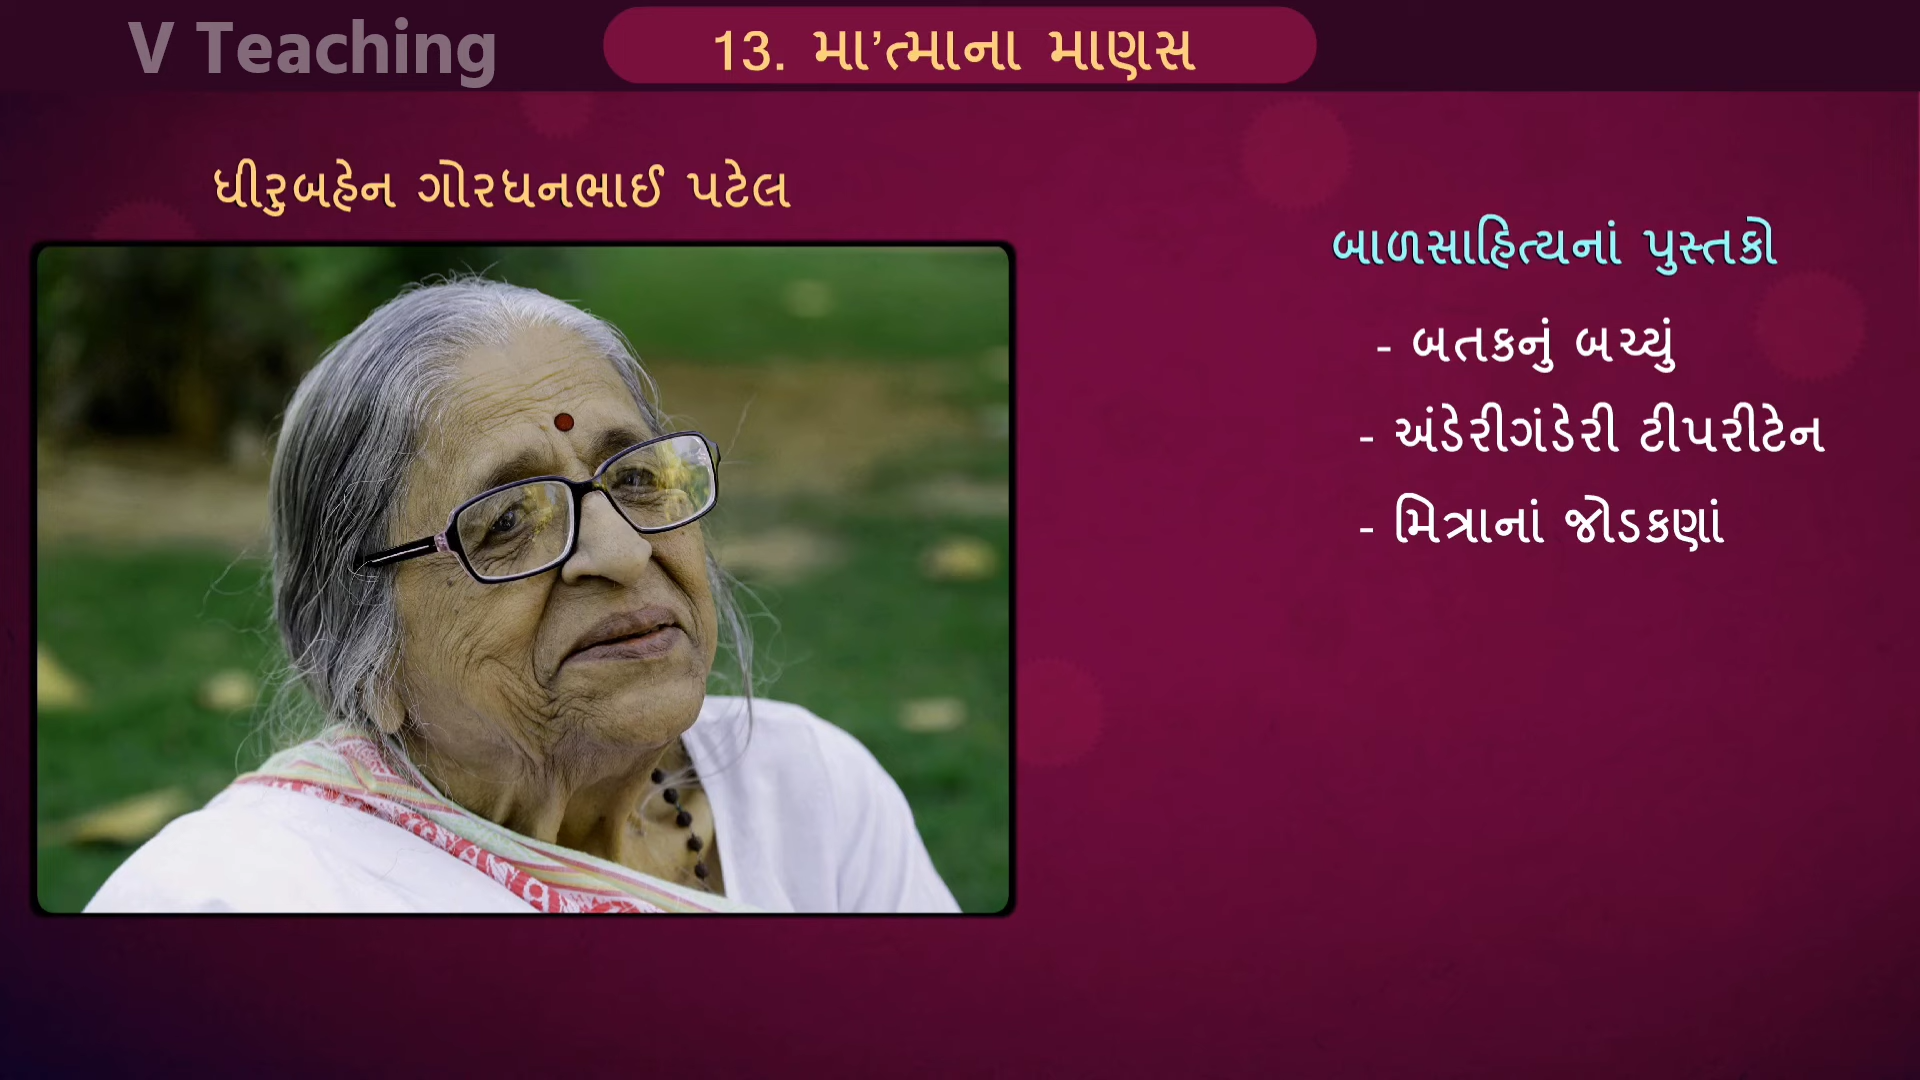 V Teaching
13. મા’ત્માના માણસ
ધીરુબહેન ગોરધનભાઈ પટેલ
બાળસાહિત્યનાં પુસ્તકો
- બતકનું બચ્ચું
- અંડેરીગંડેરી ટીપરીટેન
- મિત્રાનાં જોડકણાં